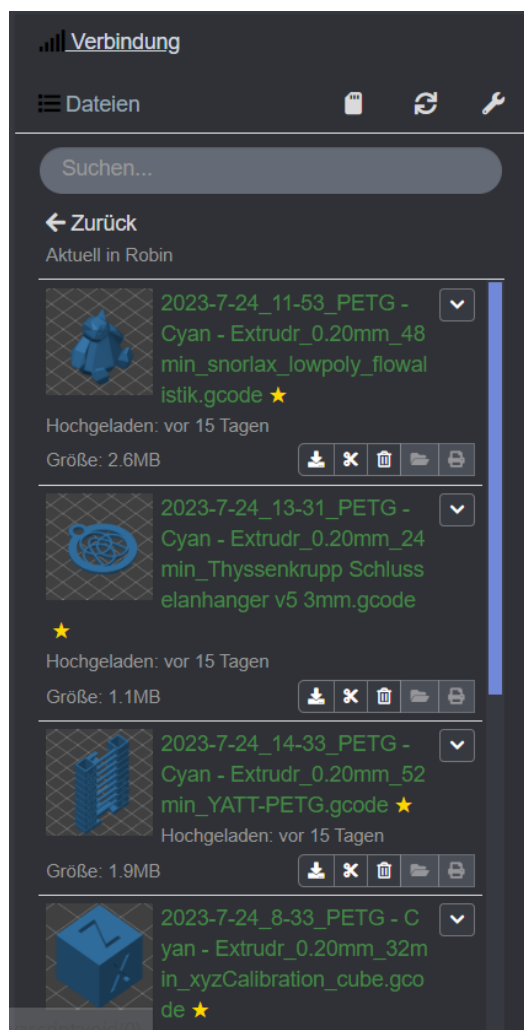 Verbindung
Dateien
Suchen...
Zurück
Aktuell in Robin
2023-7-24_11-53_PETG -
Cyan - Extrudr_0.20mm_48
min_snorlax_lowpoly_flowal
istik.gcode
Hochgeladen: vor 15 Tagen
Größe: 2.6MB
2023-7-24_13-31_PETG -
Cyan - Extrudr_0.20mm_24
min_Thyssenkrupp Schluss
elanhanger v5 3mm.gcode
Hochgeladen: vor 15 Tagen
Größe: 1.1MB
2023-7-24_14-33_PETG -
Cyan - Extrudr_0.20mm_52
min_YATT-PETG.gcode
Hochgeladen: vor 15 Tagen
Größe: 1.9MB
2023-7-24_8-33_PETG - C
yan - Extrudr_0.20mm_32m
in_xyzCalibration_cube.gco
de